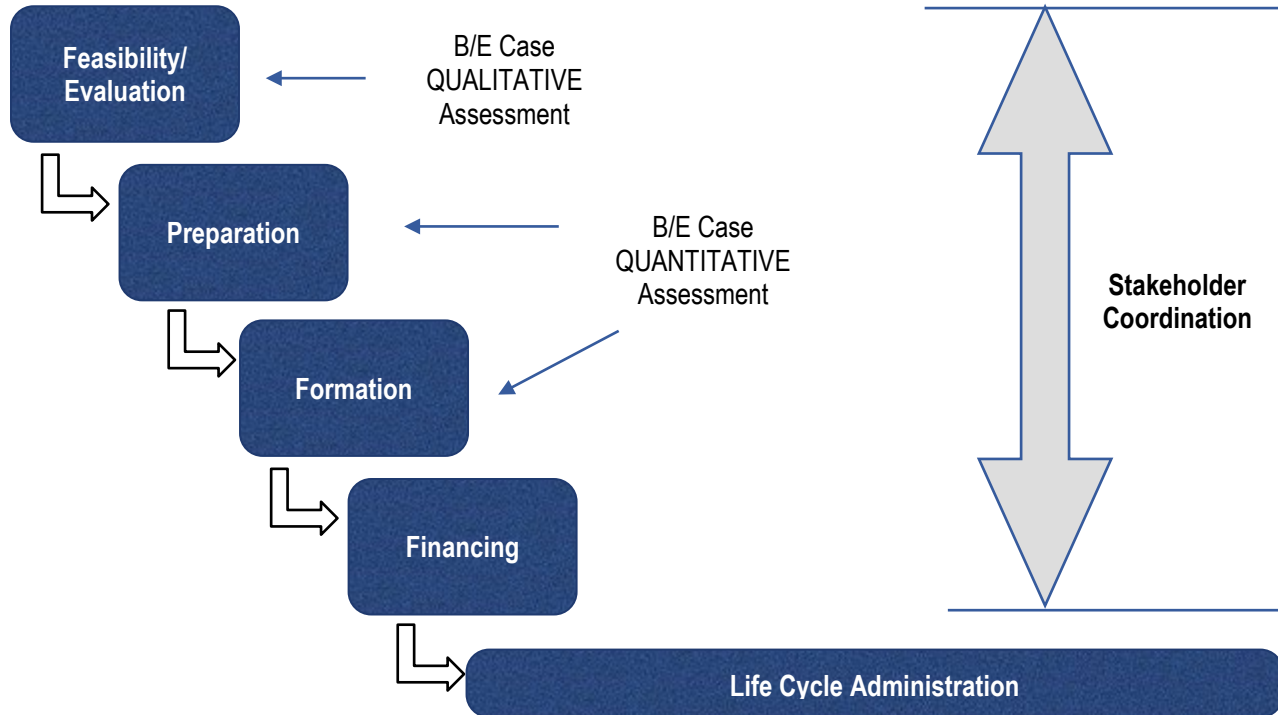 Feasibility/
Evaluation
B/E Case
QUALITATIVE
Assessment
Preparation
B/E Case
QUANTITATIVE
Assessment
Stakeholder
Coordination
Formation
Financing
Life Cycle Administration